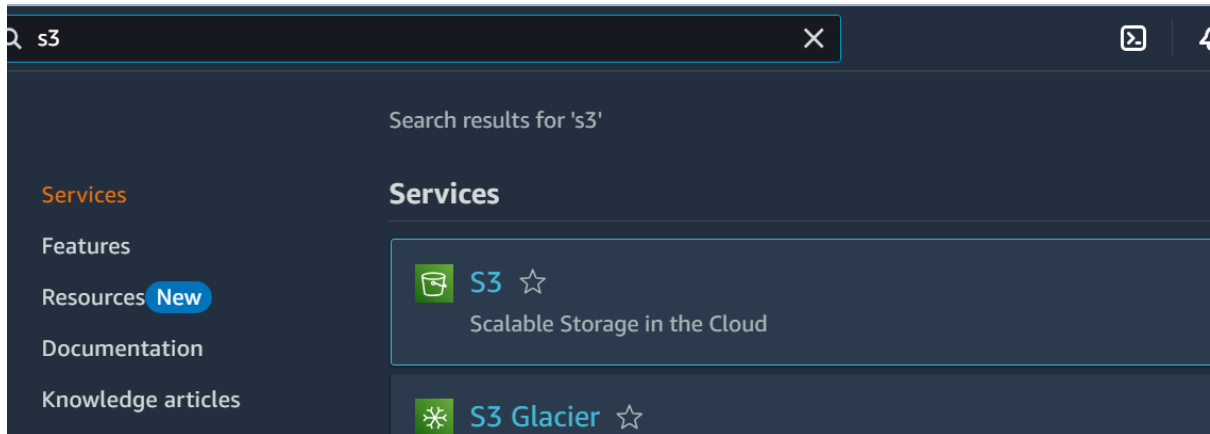 s3
Search results for 's3'
Services
Features
Resources New
Documentation
Knowledge articles
Services
S3
Scalable Storage in the Cloud
S3 Glacier